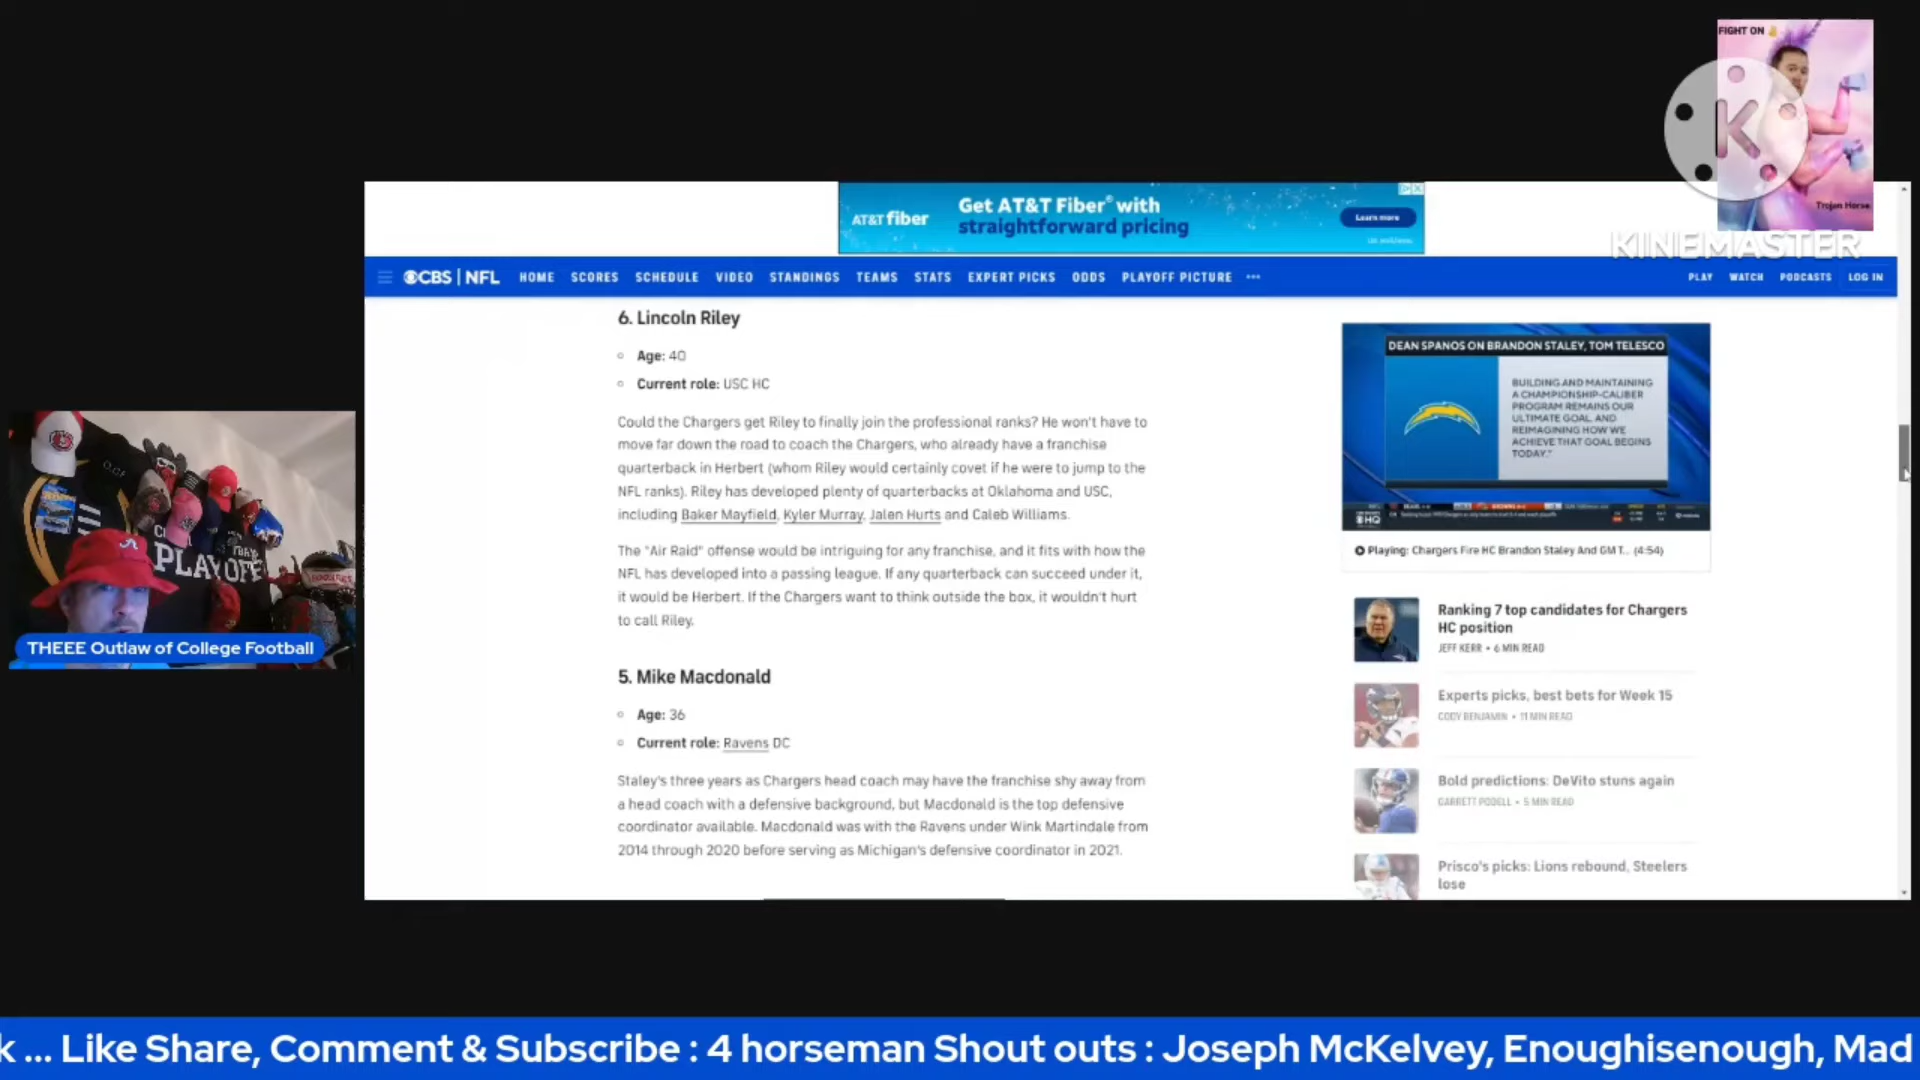 FIGHT ON
Trojan Horse
KINEMASTER
K
AT&T fiber
Get AT&T Fiber® with
straightforward pricing
Learn more
CBS | NFL HOME SCORES SCHEDULE VIDEO STANDINGS TEAMS STATS EXPERT PICKS ODDS PLAYOFF PICTURE ••• PLAY WATCH PODCASTS LOG IN
6. Lincoln Riley
Age: 40
Current role: USC HC
Could the Chargers get Riley to finally join the professional ranks? He won't have to
move far down the road to coach the Chargers, who already have a franchise
quarterback in Herbert (whom Riley would certainly covet if he were to jump to the
NFL ranks). Riley has developed plenty of quarterbacks at Oklahoma and USC,
including Baker Mayfield, Kyler Murray, Jalen Hurts and Caleb Williams.
The "Air Raid" offense would be intriguing for any franchise, and it fits with how the
NFL has developed into a passing league. If any quarterback can succeed under it,
it would be Herbert. If the Chargers want to think outside the box, it wouldn't hurt
to call Riley.
5. Mike Macdonald
Age: 36
Current role: Ravens DC
Staley's three years as Chargers head coach may have the franchise shy away from
a head coach with a defensive background, but Macdonald is the top defensive
coordinator available. Macdonald was with the Ravens under Wink Martindale from
2014 through 2020 before serving as Michigan's defensive coordinator in 2021.
DEAN SPANOS ON BRANDON STALEY, TOM TELESCO
BUILDING AND MAINTAINING
A CHAMPIONSHIP-CALIBER
PROGRAM REMAINS OUR
ULTIMATE GOAL, AND
REIMAGINING HOW WE
ACHIEVE THAT GOAL BEGINS
TODAY."
HQ
Playing: Chargers Fire HC Brandon Staley And GM T... (4:54)
Ranking 7 top candidates for Chargers
HC position
JEFF KERR • 6 MIN READ
Experts picks, best bets for Week 15
CODY BENJAMIN • 11 MIN READ
Bold predictions: DeVito stuns again
GARRETT PODELL • 5 MIN READ
Prisco's picks: Lions rebound, Steelers
lose
PLAYOFF
THEEE Outlaw of College Football
k ... Like Share, Comment & Subscribe : 4 horseman Shout outs : Joseph McKelvey, Enoughisenough, Mad